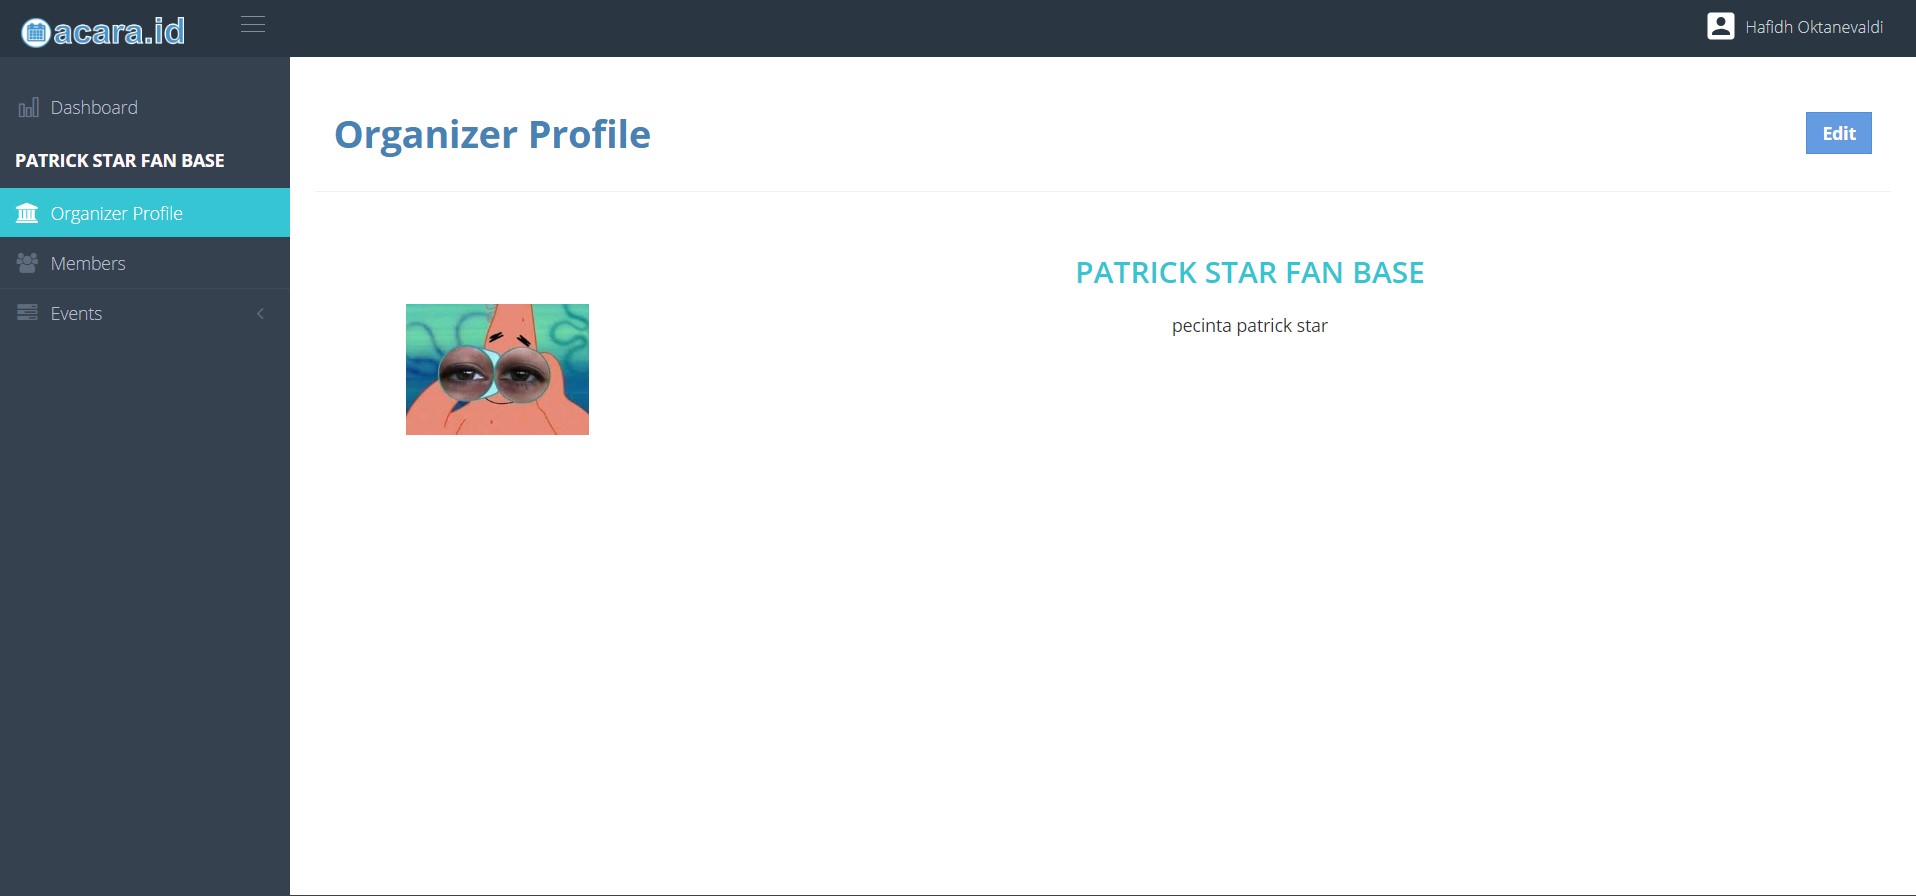 acara.id
Hafidh Oktanevaldi
Dashboard
PATRICK STAR FAN BASE
Organizer Profile
Members
Events
Organizer Profile
Edit
PATRICK STAR FAN BASE
pecinta patrick star